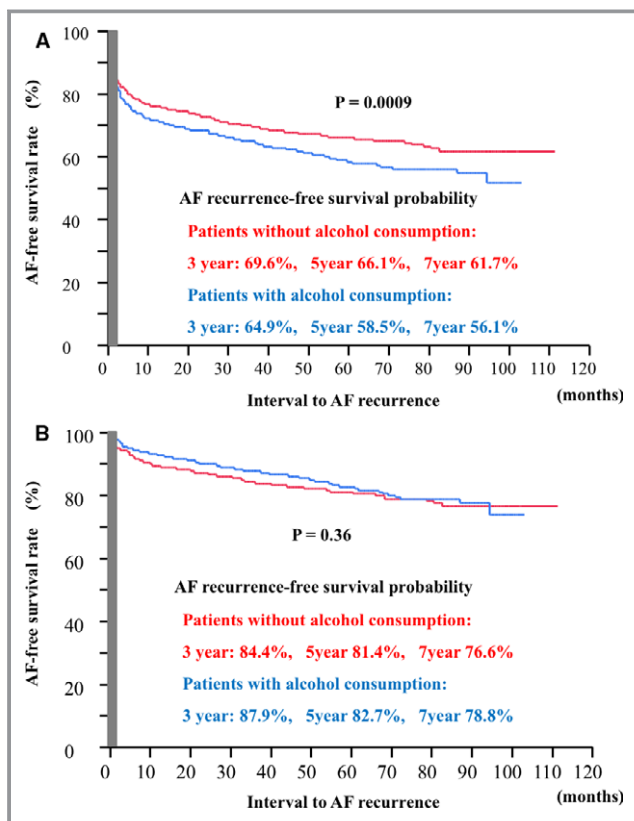 A
100
80
60
40
20
0
AF-free survival rate (%)
P = 0.0009
AF recurrence-free survival probability
Patients without alcohol consumption:
3 year: 69.6%, 5year 66.1%, 7year 61.7%
Patients with alcohol consumption:
3 year: 64.9%, 5year 58.5%, 7year 56.1%
0 10 20 30 40 50 60 70 80 90 100 110 120
Interval to AF recurrence (months)
B
100
80
60
40
20
0
AF-free survival rate (%)
P = 0.36
AF recurrence-free survival probability
Patients without alcohol consumption:
3 year: 84.4%, 5year 81.4%, 7year 76.6%
Patients with alcohol consumption:
3 year: 87.9%, 5year 82.7%, 7year 78.8%
0 10 20 30 40 50 60 70 80 90 100 110 120
Interval to AF recurrence (months)